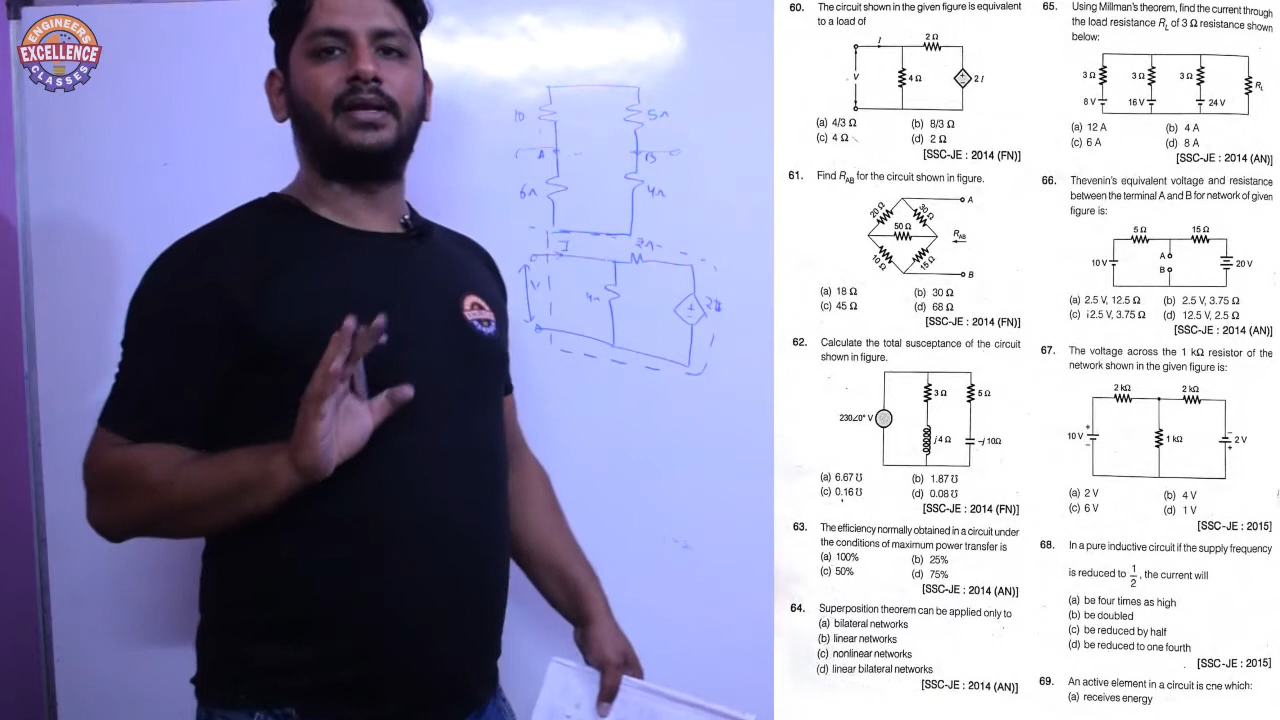 ENGINEERS
EXCELLENCE
CLASSES
10
5Ω
A
B
6Ω
4Ω
I
2Ω
V
4Ω
60. The circuit shown in the given figure is equivalent
to a load of
I
2 Ω
V
4 Ω
2 I
(a) 4/3 Ω (b) 8/3 Ω
(c) 4 Ω (d) 2 Ω
[SSC-JE : 2014 (FN)]
61. Find RAB for the circuit shown in figure.
A
20 Ω
30 Ω
50 Ω
RAB
10 Ω
15 Ω
B
(a) 18 Ω (b) 30 Ω
(c) 45 Ω (d) 68 Ω
[SSC-JE : 2014 (FN)]
62. Calculate the total susceptance of the circuit
shown in figure.
3 Ω
5 Ω
230∠0° V
j4 Ω
-j10Ω
(a) 6.67 ℧ (b) 1.87 ℧
(c) 0.16 ℧ (d) 0.08 ℧
[SSC-JE : 2014 (FN)]
63. The efficiency normally obtained in a circuit under
the conditions of maximum power transfer is
(a) 100% (b) 25%
(c) 50% (d) 75%
[SSC-JE : 2014 (AN)]
64. Superposition theorem can be applied only to
(a) bilateral networks
(b) linear networks
(c) nonlinear networks
(d) linear bilateral networks
[SSC-JE : 2014 (AN)]
65. Using Millman's theorem, find the current through
the load resistance RL of 3 Ω resistance shown
below:
3 Ω 3 Ω 3 Ω RL
8 V 16 V 24 V
(a) 12 A (b) 4 A
(c) 6 A (d) 8 A
[SSC-JE : 2014 (AN)]
66. Thevenin's equivalent voltage and resistance
between the terminal A and B for network of given
figure is:
5 Ω 15 Ω
A
10 V 20 V
B
(a) 2.5 V, 12.5 Ω (b) 2.5 V, 3.75 Ω
(c) 12.5 V, 3.75 Ω (d) 12.5 V, 2.5 Ω
[SSC-JE : 2014 (AN)]
67. The voltage across the 1 kΩ resistor of the
network shown in the given figure is:
2 kΩ 2 kΩ
10 V 1 kΩ 2 V
(a) 2 V (b) 4 V
(c) 6 V (d) 1 V
[SSC-JE : 2015]
68. In a pure inductive circuit if the supply frequency
is reduced to 1/2, the current will
(a) be four times as high
(b) be doubled
(c) be reduced by half
(d) be reduced to one fourth
[SSC-JE : 2015]
69. An active element in a circuit is one which:
(a) receives energy